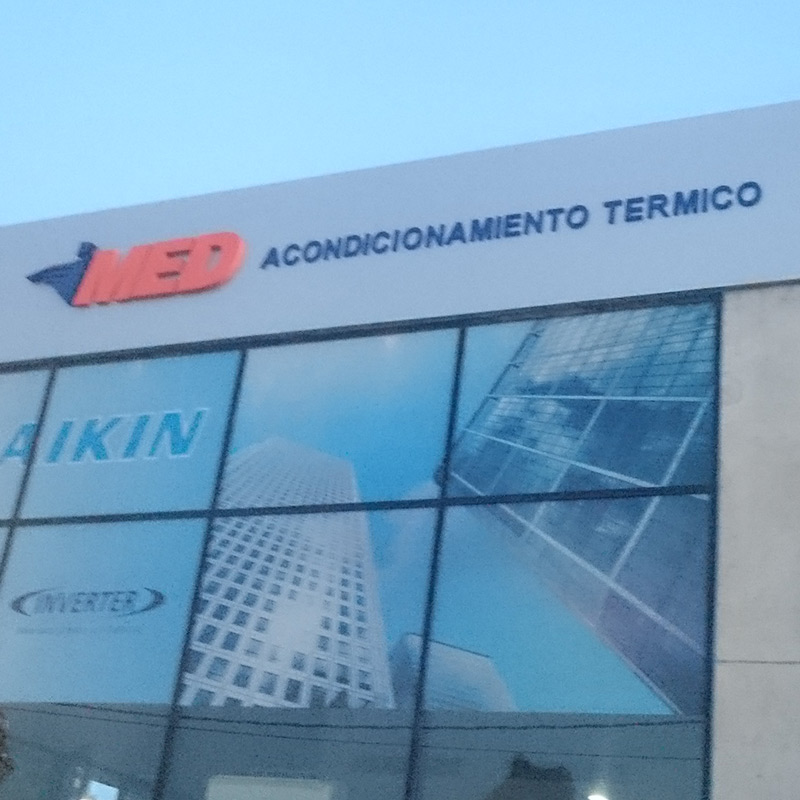 MED ACONDICIONAMIENTO TERMICO
AIKIN
INVERTER